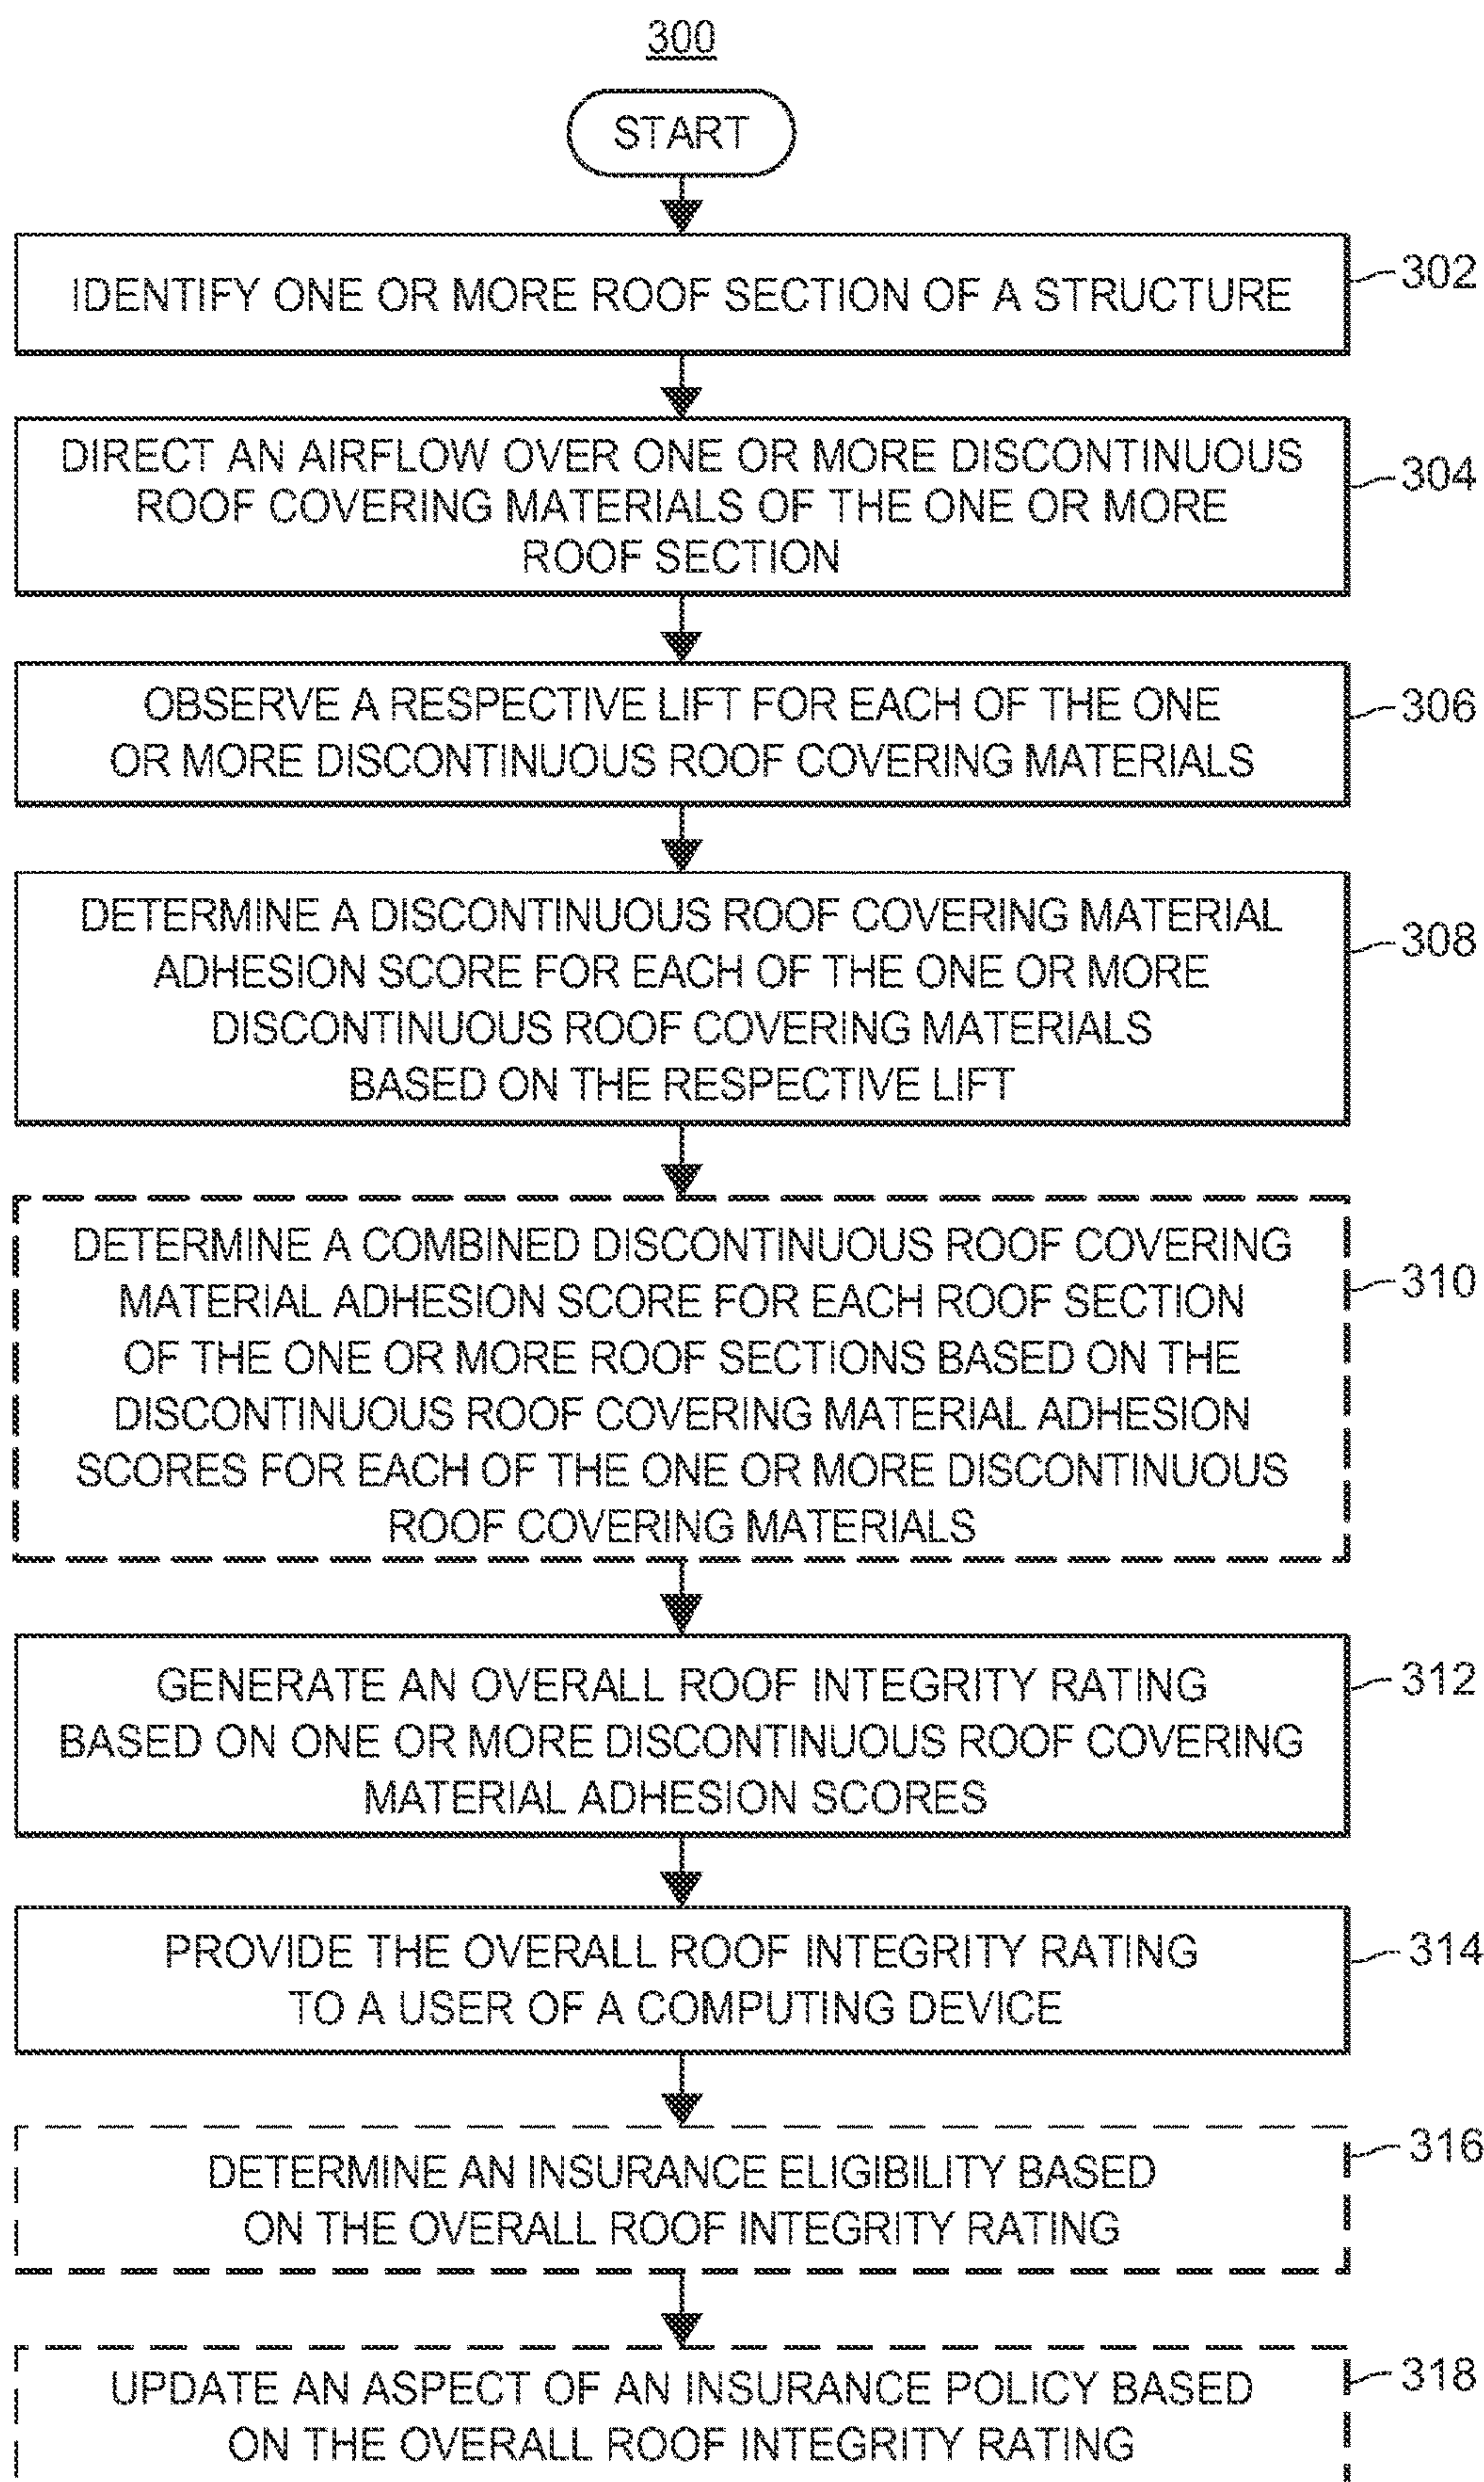 300
START
IDENTIFY ONE OR MORE ROOF SECTION OF A STRUCTURE
302
DIRECT AN AIRFLOW OVER ONE OR MORE DISCONTINUOUS
ROOF COVERING MATERIALS OF THE ONE OR MORE
ROOF SECTION
304
OBSERVE A RESPECTIVE LIFT FOR EACH OF THE ONE
OR MORE DISCONTINUOUS ROOF COVERING MATERIALS
306
DETERMINE A DISCONTINUOUS ROOF COVERING MATERIAL
ADHESION SCORE FOR EACH OF THE ONE OR MORE
DISCONTINUOUS ROOF COVERING MATERIALS
BASED ON THE RESPECTIVE LIFT
308
DETERMINE A COMBINED DISCONTINUOUS ROOF COVERING
MATERIAL ADHESION SCORE FOR EACH ROOF SECTION
OF THE ONE OR MORE ROOF SECTIONS BASED ON THE
DISCONTINUOUS ROOF COVERING MATERIAL ADHESION
SCORES FOR EACH OF THE ONE OR MORE DISCONTINUOUS
ROOF COVERING MATERIALS
310
GENERATE AN OVERALL ROOF INTEGRITY RATING
BASED ON ONE OR MORE DISCONTINUOUS ROOF COVERING
MATERIAL ADHESION SCORES
312
PROVIDE THE OVERALL ROOF INTEGRITY RATING
TO A USER OF A COMPUTING DEVICE
314
DETERMINE AN INSURANCE ELIGIBILITY BASED
ON THE OVERALL ROOF INTEGRITY RATING
316
UPDATE AN ASPECT OF AN INSURANCE POLICY BASED
ON THE OVERALL ROOF INTEGRITY RATING
318